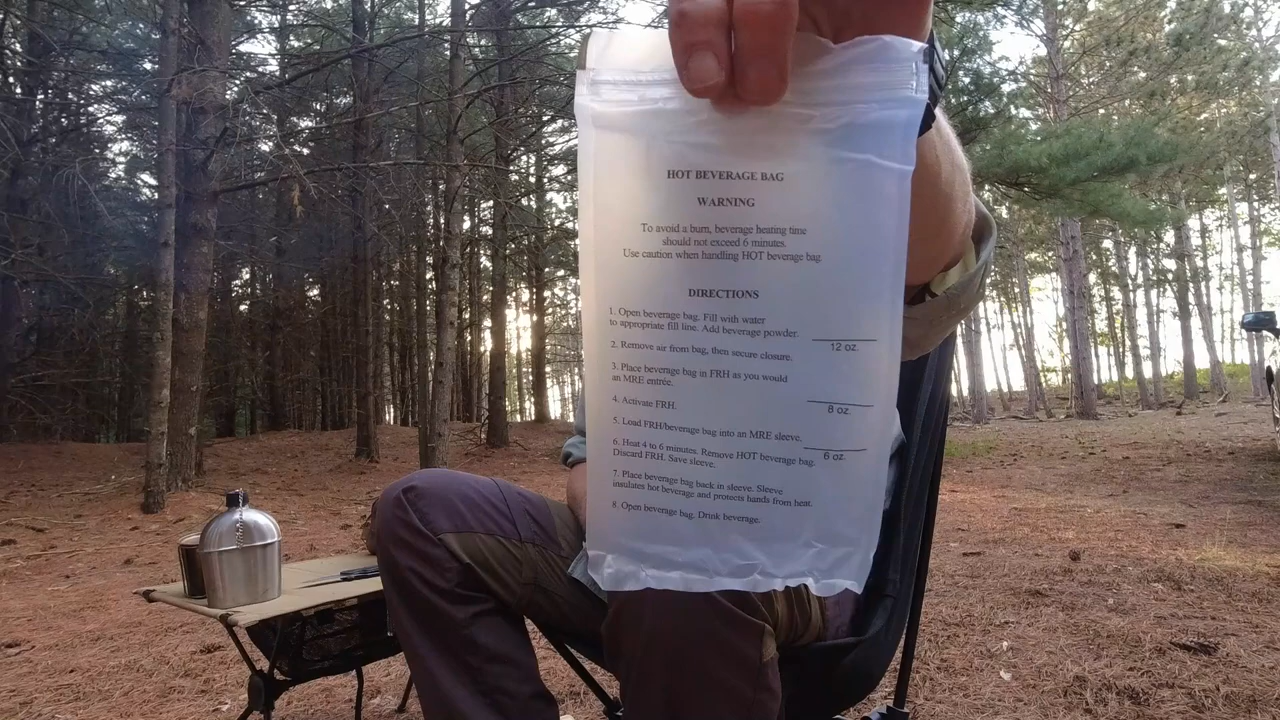 HOT BEVERAGE BAG
WARNING
To avoid a burn, beverage heating time
should not exceed 6 minutes.
Use caution when handling HOT beverage bag.
DIRECTIONS
1. Open beverage bag. Fill with water
to appropriate fill line. Add beverage powder.
12 oz.
2. Remove air from bag, then secure closure.
3. Place beverage bag in FRH as you would
an MRE entrée.
4. Activate FRH.
8 oz.
5. Load FRH/beverage bag into an MRE sleeve.
6. Heat 4 to 6 minutes. Remove HOT beverage bag.
Discard FRH. Save sleeve.
6 oz.
7. Place beverage bag back in sleeve. Sleeve
insulates hot beverage and protects hands from heat.
8. Open beverage bag. Drink beverage.